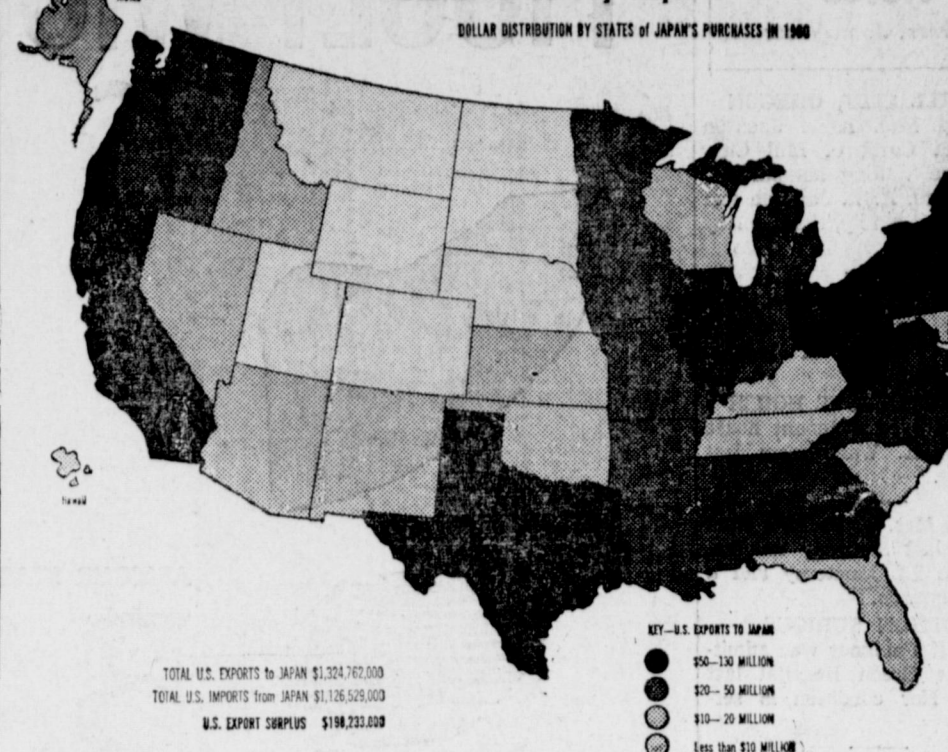 DOLLAR DISTRIBUTION BY STATES of JAPAN'S PURCHASES IN 1960
Hawaii
TOTAL U.S. EXPORTS to JAPAN $1,324,762,000
TOTAL U.S. IMPORTS from JAPAN $1,126,529,000
U.S. EXPORT SURPLUS $198,233,000
KEY—U.S. EXPORTS TO JAPAN
$50—130 MILLION
$20— 50 MILLION
$10— 20 MILLION
Less than $10 MILLION